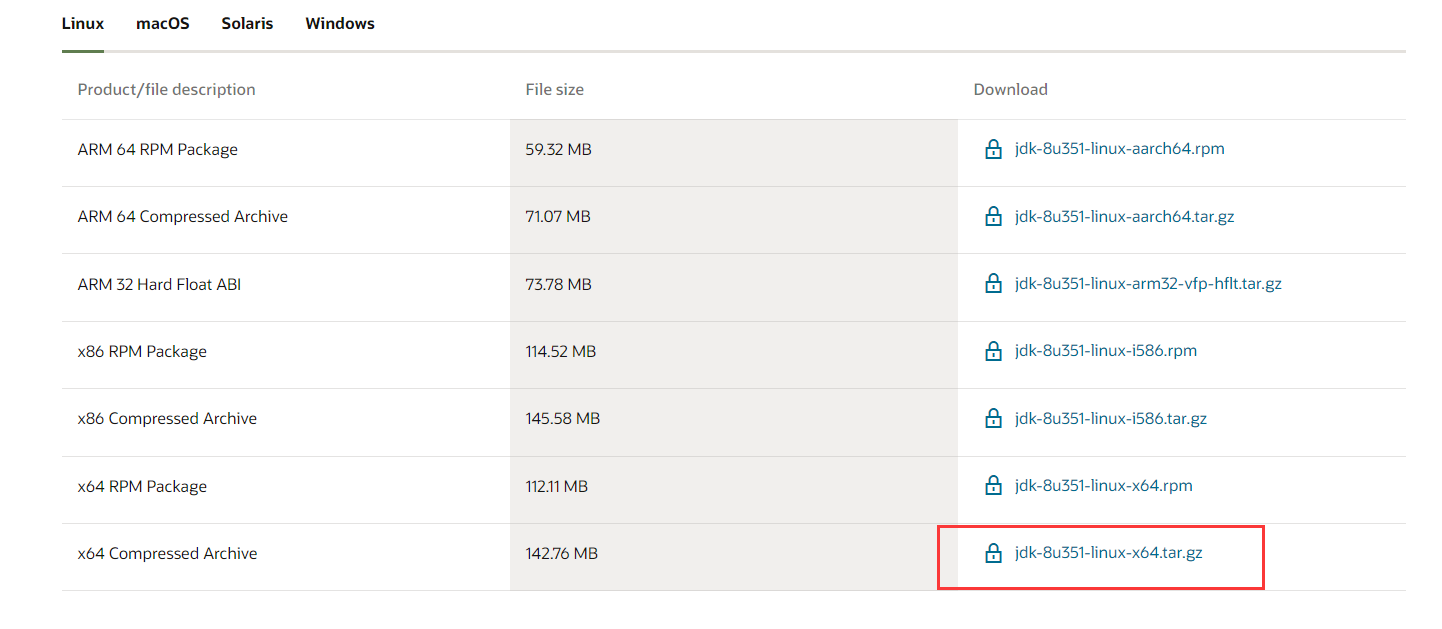 Linux macOS Solaris Windows
Product/file description File size Download
ARM 64 RPM Package 59.32 MB jdk-8u351-linux-aarch64.rpm
ARM 64 Compressed Archive 71.07 MB jdk-8u351-linux-aarch64.tar.gz
ARM 32 Hard Float ABI 73.78 MB jdk-8u351-linux-arm32-vfp-hflt.tar.gz
x86 RPM Package 114.52 MB jdk-8u351-linux-i586.rpm
x86 Compressed Archive 145.58 MB jdk-8u351-linux-i586.tar.gz
x64 RPM Package 112.11 MB jdk-8u351-linux-x64.rpm
x64 Compressed Archive 142.76 MB jdk-8u351-linux-x64.tar.gz